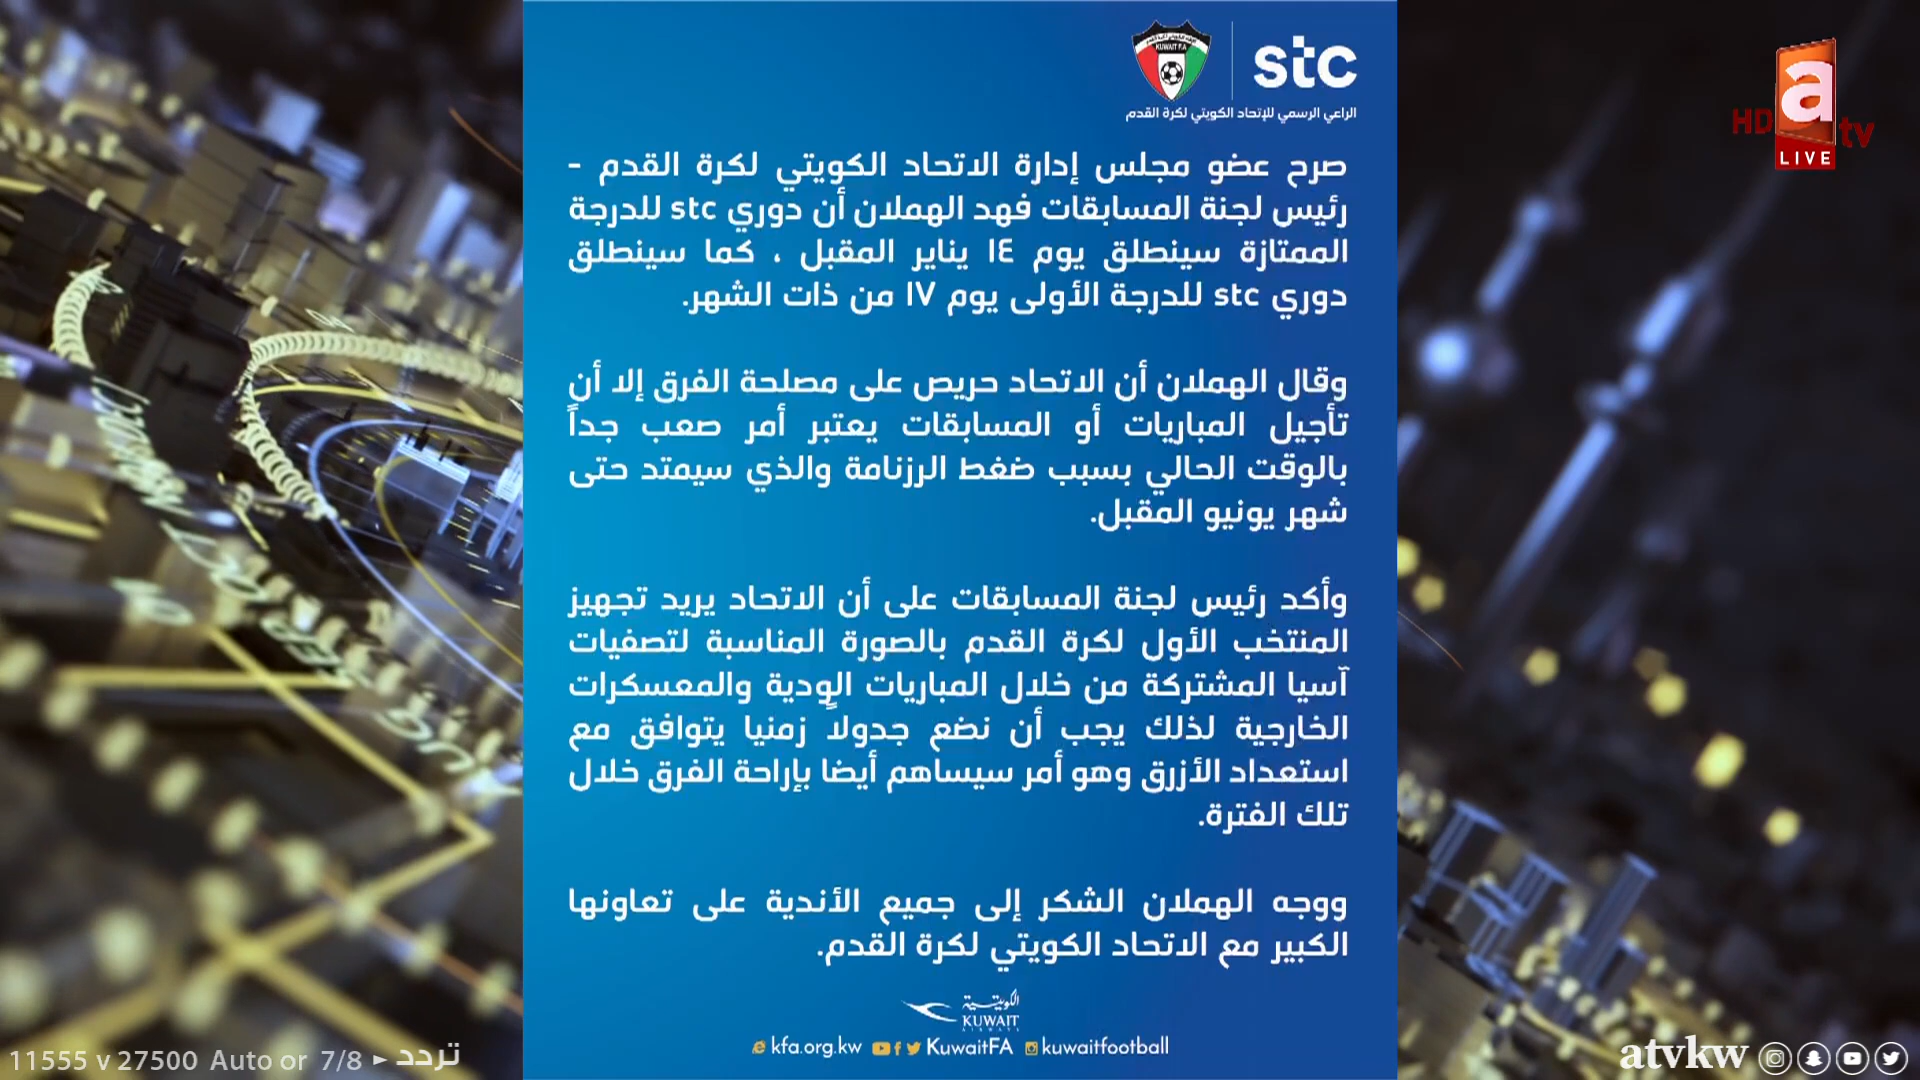 KUWAIT F.A
stc
الراعي الرسمي للإتحاد الكويتي لكرة القدم
HD a tv
LIVE
صرح عضو مجلس إدارة الاتحاد الكويتي لكرة القدم -
رئيس لجنة المسابقات فهد الهملان أن دوري stc للدرجة
الممتازة سينطلق يوم ١٤ يناير المقبل ، كما سينطلق
دوري stc للدرجة الأولى يوم ١٧ من ذات الشهر.
وقال الهملان أن الاتحاد حريص على مصلحة الفرق إلا أن
تأجيل المباريات أو المسابقات يعتبر أمر صعب جداً
بالوقت الحالي بسبب ضغط الرزنامة والذي سيمتد حتى
شهر يونيو المقبل.
وأكد رئيس لجنة المسابقات على أن الاتحاد يريد تجهيز
المنتخب الأول لكرة القدم بالصورة المناسبة لتصفيات
آسيا المشتركة من خلال المباريات الودية والمعسكرات
الخارجية لذلك يجب أن نضع جدولاً زمنيا يتوافق مع
استعداد الأزرق وهو أمر سيساهم أيضا بإراحة الفرق خلال
تلك الفترة.
ووجه الهملان الشكر إلى جميع الأندية على تعاونها
الكبير مع الاتحاد الكويتي لكرة القدم.
الكويتية
KUWAIT
AIRWAYS
kfa.org.kw KuwaitFA kuwaitfootball
11555 v 27500 Auto or 7/8 ► تردد
atvkw